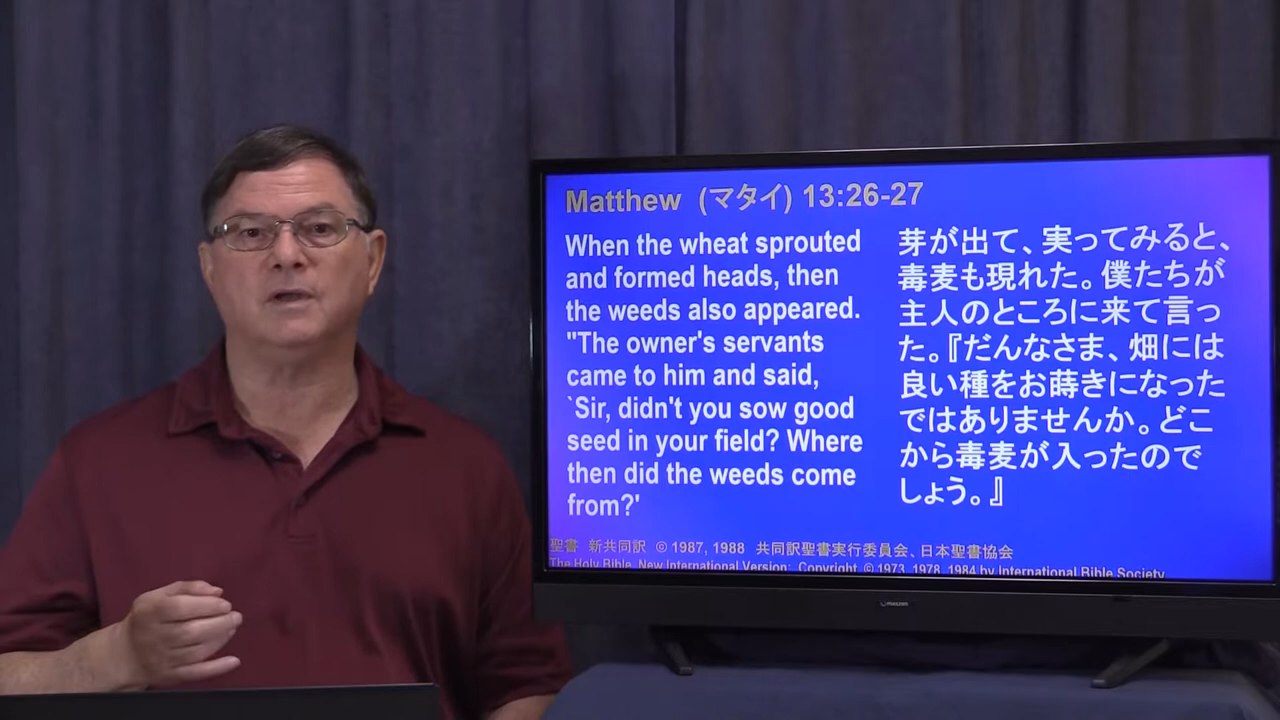 Matthew (マタイ) 13:26-27
When the wheat sprouted
and formed heads, then
the weeds also appeared.
"The owner's servants
came to him and said,
`Sir, didn't you sow good
seed in your field? Where
then did the weeds come
from?'
芽が出て、実ってみると、
毒麦も現れた。僕たちが
主人のところに来て言っ
た。『だんなさま、畑には
良い種をお蒔きになった
ではありませんか。どこ
から毒麦が入ったので
しょう。』
聖書 新共同訳 © 1987, 1988 共同訳聖書実行委員会、日本聖書協会
The Holy Bible, New International Version: Copyright © 1973, 1978, 1984 by International Bible Society